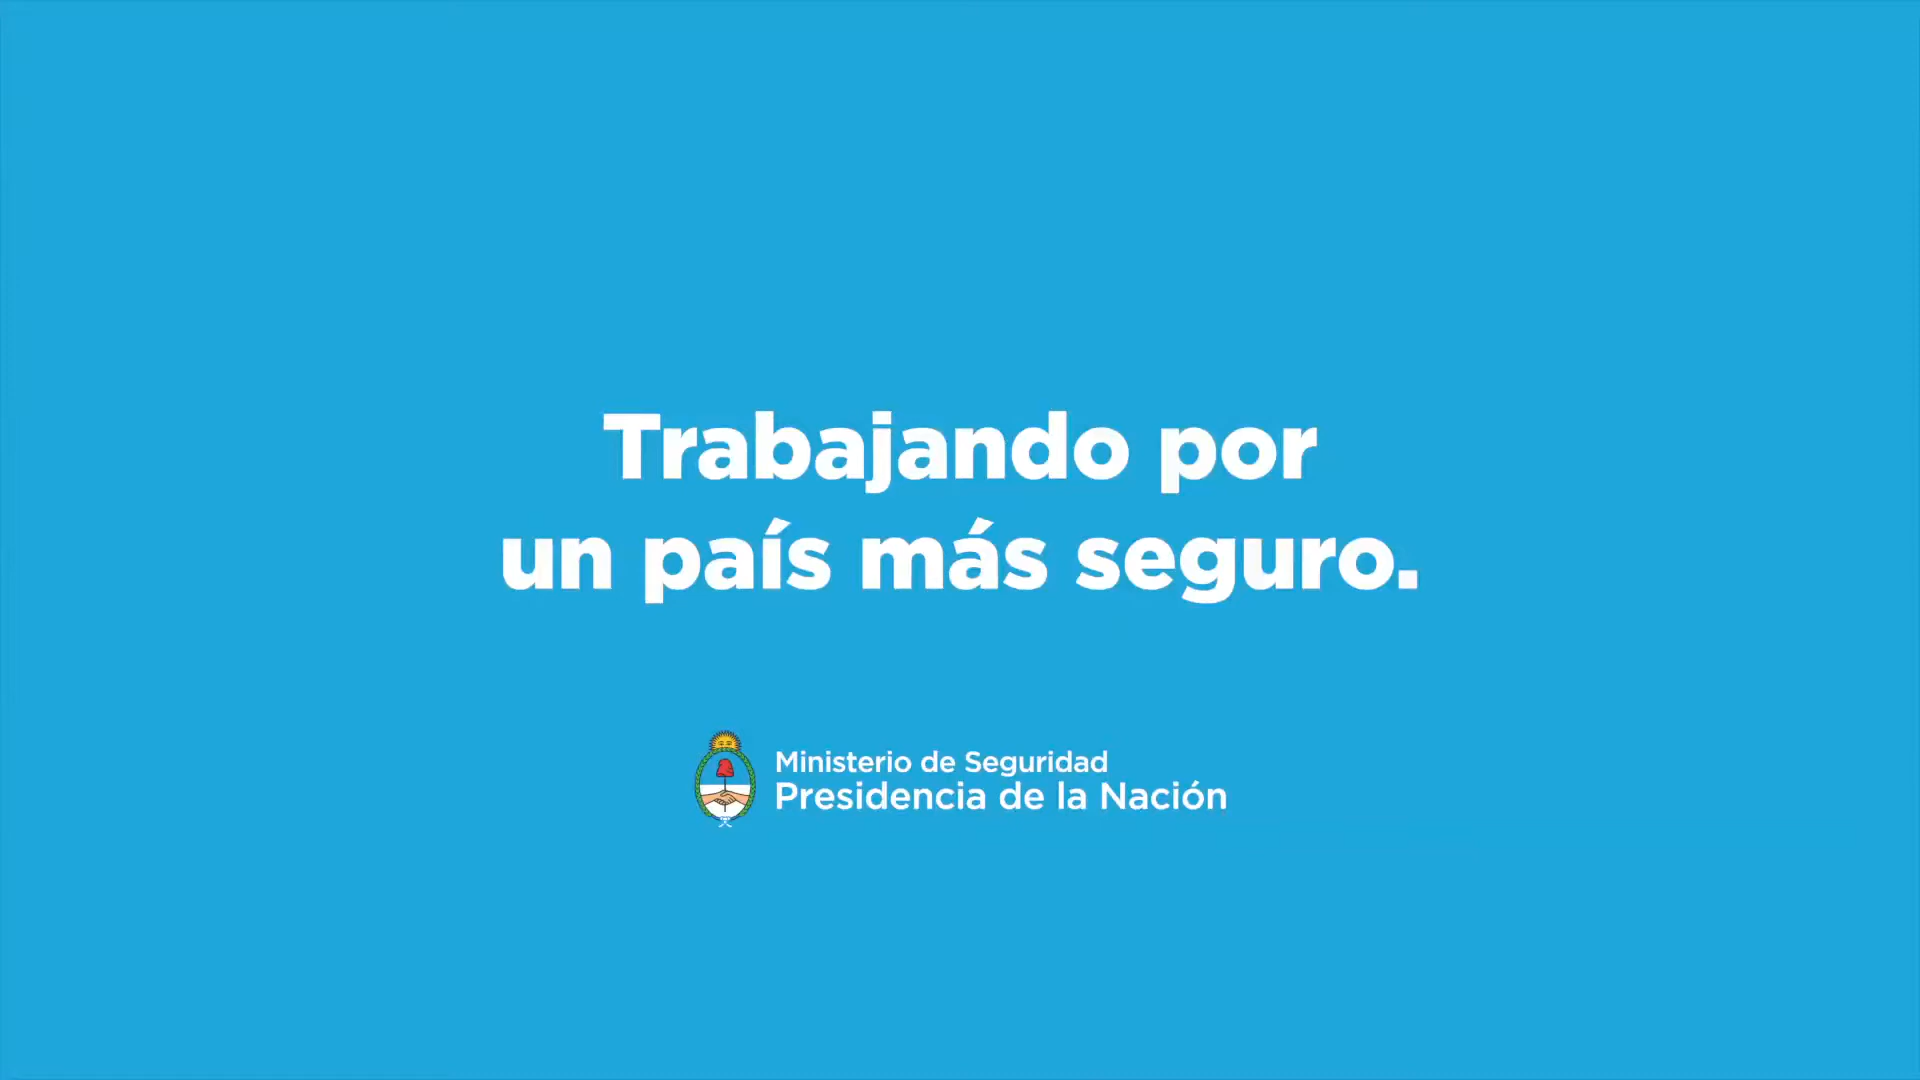 Trabajando por
un país más seguro.
Ministerio de Seguridad
Presidencia de la Nación